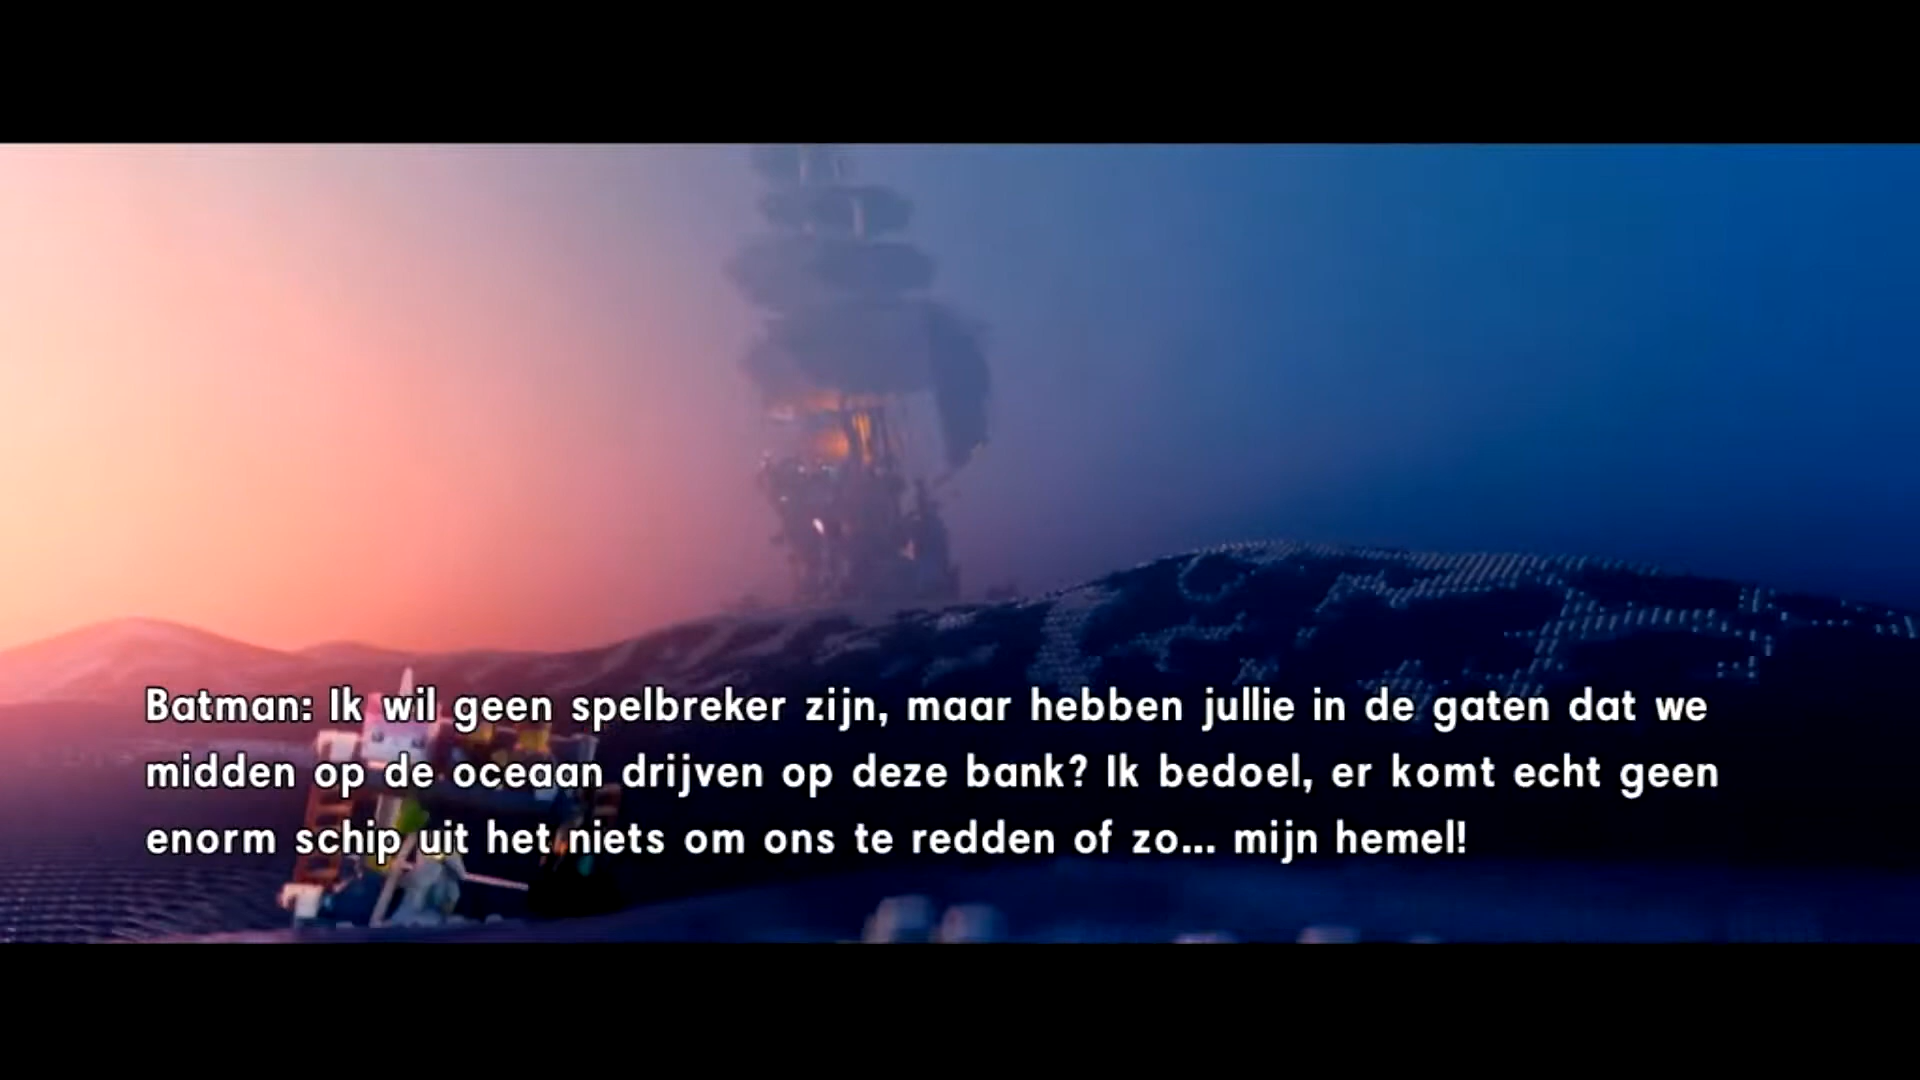 Batman: Ik wil geen spelbreker zijn, maar hebben jullie in de gaten dat we
midden op de oceaan drijven op deze bank? Ik bedoel, er komt echt geen
enorm schip uit het niets om ons te redden of zo... mijn hemel!